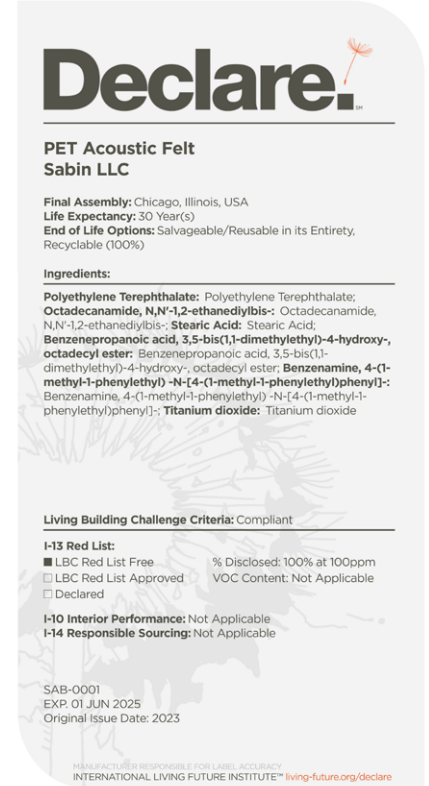 Declare.
SM
PET Acoustic Felt
Sabin LLC
Final Assembly: Chicago, Illinois, USA
Life Expectancy: 30 Year(s)
End of Life Options: Salvageable/Reusable in its Entirety,
Recyclable (100%)
Ingredients:
Polyethylene Terephthalate: Polyethylene Terephthalate;
Octadecanamide, N,N'-1,2-ethanediylbis-: Octadecanamide,
N,N'-1,2-ethanediylbis-; Stearic Acid: Stearic Acid;
Benzenepropanoic acid, 3,5-bis(1,1-dimethylethyl)-4-hydroxy-,
octadecyl ester: Benzenepropanoic acid, 3,5-bis(1,1-
dimethylethyl)-4-hydroxy-, octadecyl ester; Benzenamine, 4-(1-
methyl-1-phenylethyl) -N-[4-(1-methyl-1-phenylethyl)phenyl]-:
Benzenamine, 4-(1-methyl-1-phenylethyl) -N-[4-(1-methyl-1-
phenylethyl)phenyl]-; Titanium dioxide: Titanium dioxide
Living Building Challenge Criteria: Compliant
I-13 Red List:
LBC Red List Free % Disclosed: 100% at 100ppm
LBC Red List Approved VOC Content: Not Applicable
Declared
I-10 Interior Performance: Not Applicable
I-14 Responsible Sourcing: Not Applicable
SAB-0001
EXP. 01 JUN 2025
Original Issue Date: 2023
MANUFACTURER RESPONSIBLE FOR LABEL ACCURACY
INTERNATIONAL LIVING FUTURE INSTITUTE™ living-future.org/declare